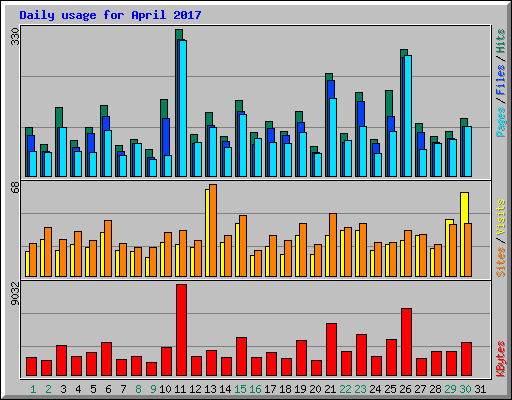 Daily usage for April 2017
330
68
9032
Pages / Files / Hits
Sites / Visits
KBytes
1 2 3 4 5 6 7 8 9 10 11 12 13 14 15 16 17 18 19 20 21 22 23 24 25 26 27 28 29 30 31